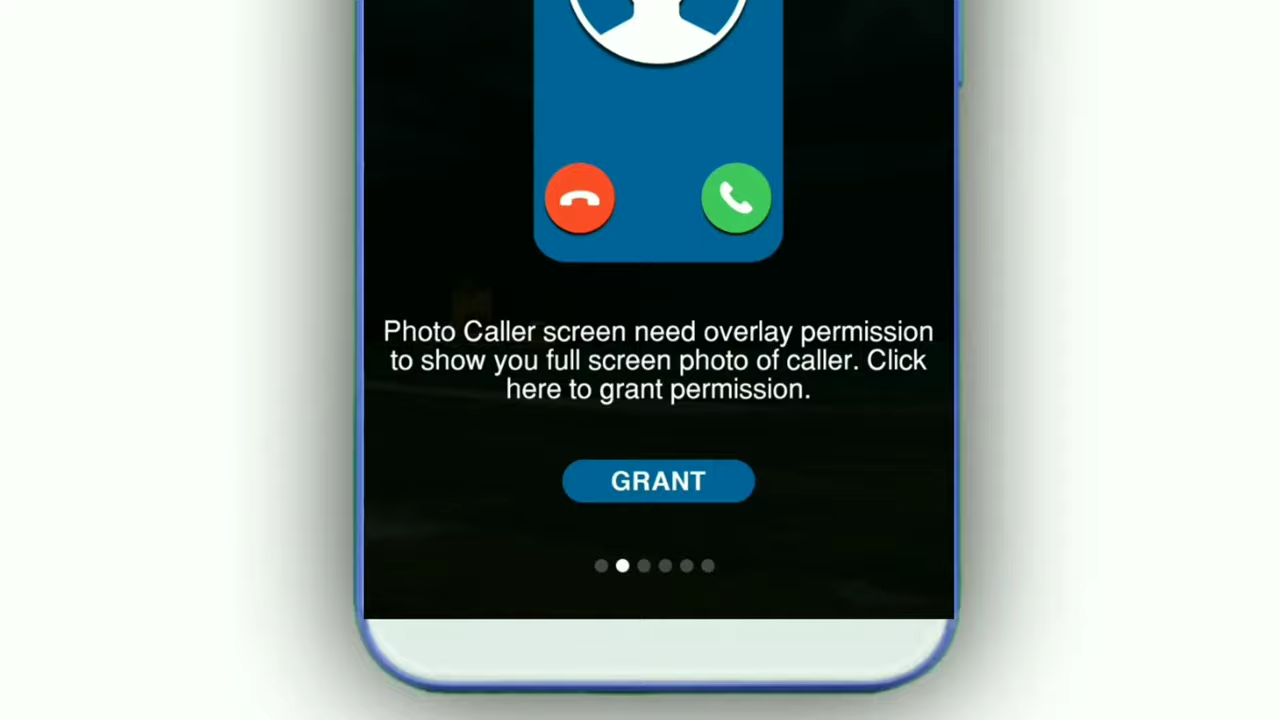 Photo Caller screen need overlay permission
to show you full screen photo of caller. Click
here to grant permission.
GRANT